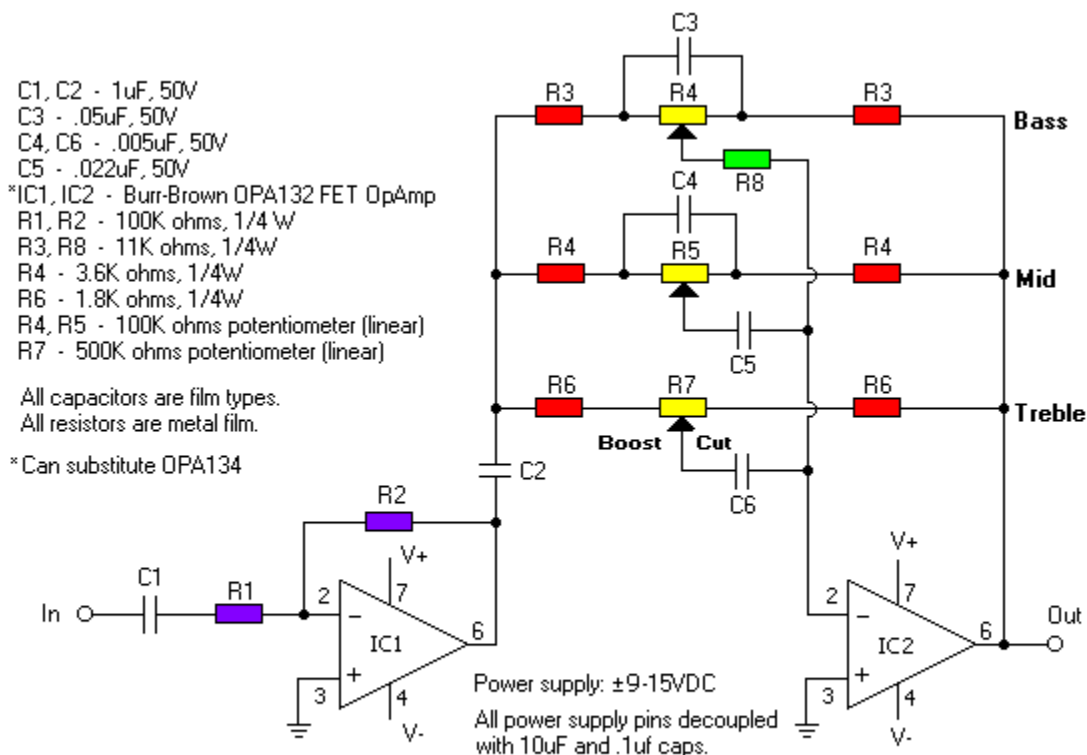 C1, C2 - 1uF, 50V
C3 - .05uF, 50V
C4, C6 - .005uF, 50V
C5 - .022uF, 50V
*IC1, IC2 - Burr-Brown OPA132 FET OpAmp
R1, R2 - 100K ohms, 1/4 W
R3, R8 - 11K ohms, 1/4W
R4 - 3.6K ohms, 1/4W
R6 - 1.8K ohms, 1/4W
R4, R5 - 100K ohms potentiometer (linear)
R7 - 500K ohms potentiometer (linear)
All capacitors are film types.
All resistors are metal film.
*Can substitute OPA134
C3
R3 R4 R3 Bass
R8
C4
R4 R5 R4 Mid
C5
R6 R7 R6 Treble
Boost Cut
C6
C2
R2
In C1 R1
V+
7
2
−
IC1 6
+
3 4
V-
V+
7
2
−
IC2 6 Out
+
3 4
V-
Power supply: ±9-15VDC
All power supply pins decoupled
with 10uF and .1uf caps.